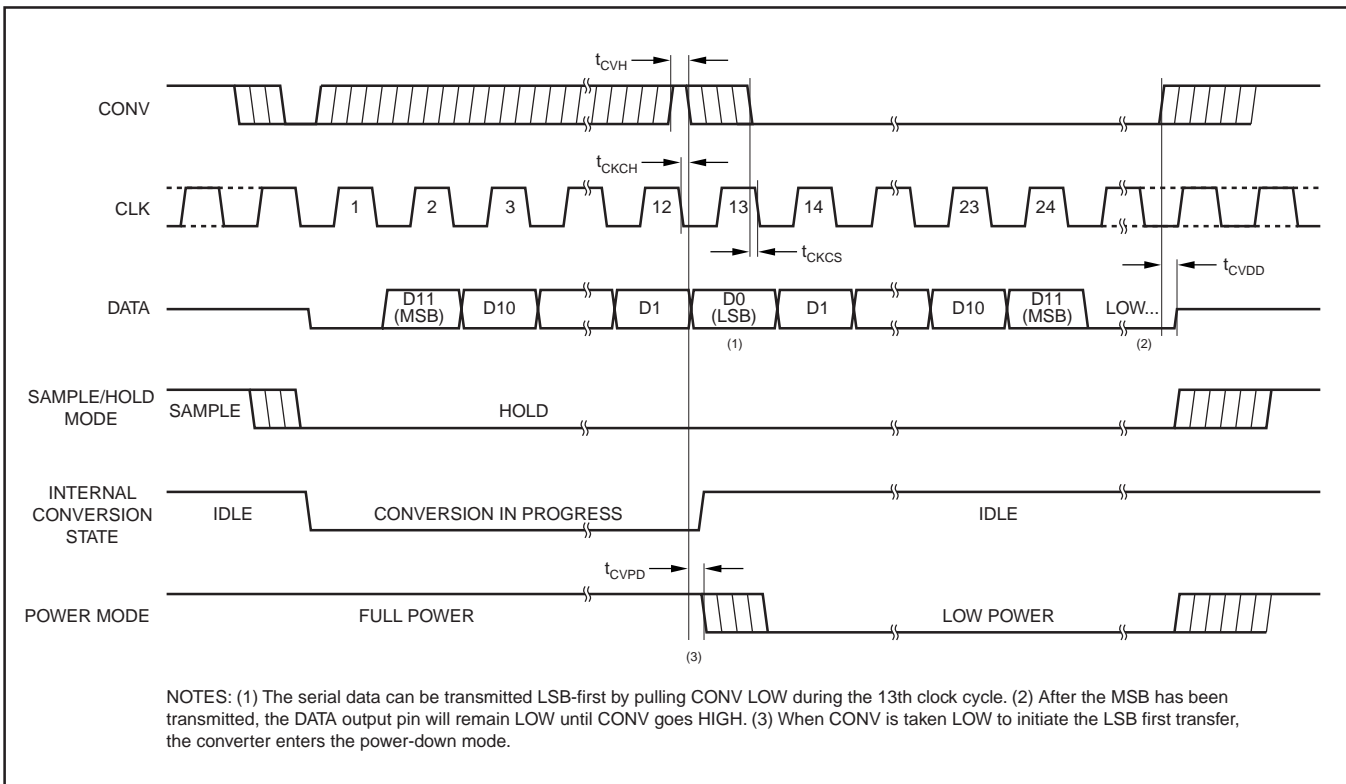 tCVH
CONV
tCKCH
CLK
1 2 3 12 13 14 23 24
tCKCS
tCVDD
DATA
D11 (MSB) D10 D1 D0 (LSB) D1 D10 D11 (MSB) LOW...
(1) (2)
SAMPLE/HOLD
MODE
SAMPLE HOLD
INTERNAL
CONVERSION
STATE
IDLE CONVERSION IN PROGRESS IDLE
tCVPD
POWER MODE
FULL POWER LOW POWER
(3)
NOTES: (1) The serial data can be transmitted LSB-first by pulling CONV LOW during the 13th clock cycle. (2) After the MSB has been
transmitted, the DATA output pin will remain LOW until CONV goes HIGH. (3) When CONV is taken LOW to initiate the LSB first transfer,
the converter enters the power-down mode.